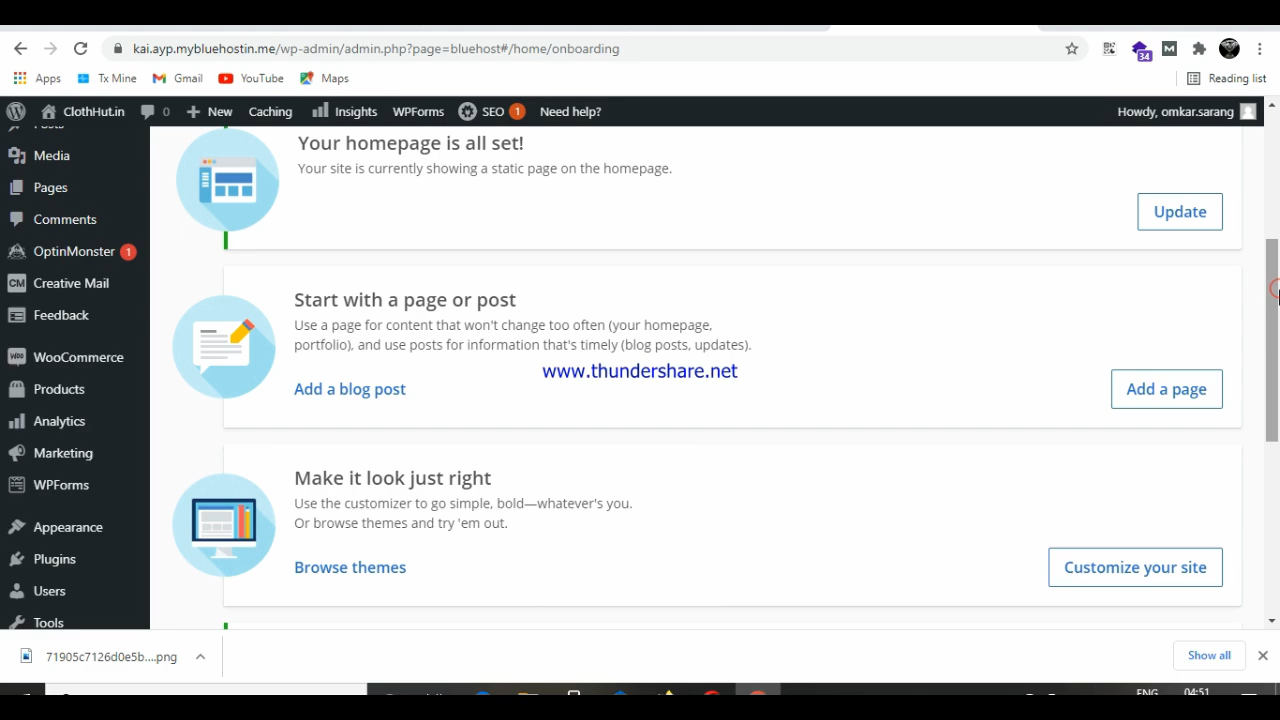 kai.ayp.mybluehostin.me/wp-admin/admin.php?page=bluehost#/home/onboarding
34
M
Apps
Tx Mine
Gmail
YouTube
Maps
Reading list
ClothHut.in
0
New
Caching
Insights
WPForms
SEO
1
Need help?
Howdy, omkar.sarang
Posts
Media
Pages
Comments
OptinMonster
1
CM
Creative Mail
Feedback
Woo
WooCommerce
Products
Analytics
Marketing
WPForms
Appearance
Plugins
Users
Tools
Your homepage is all set!
Your site is currently showing a static page on the homepage.
Update
Start with a page or post
Use a page for content that won't change too often (your homepage,
portfolio), and use posts for information that's timely (blog posts, updates).
www.thundershare.net
Add a blog post
Add a page
Make it look just right
Use the customizer to go simple, bold—whatever's you.
Or browse themes and try 'em out.
Browse themes
Customize your site
71905c7126d0e5b....png
Show all
ENG
04:51